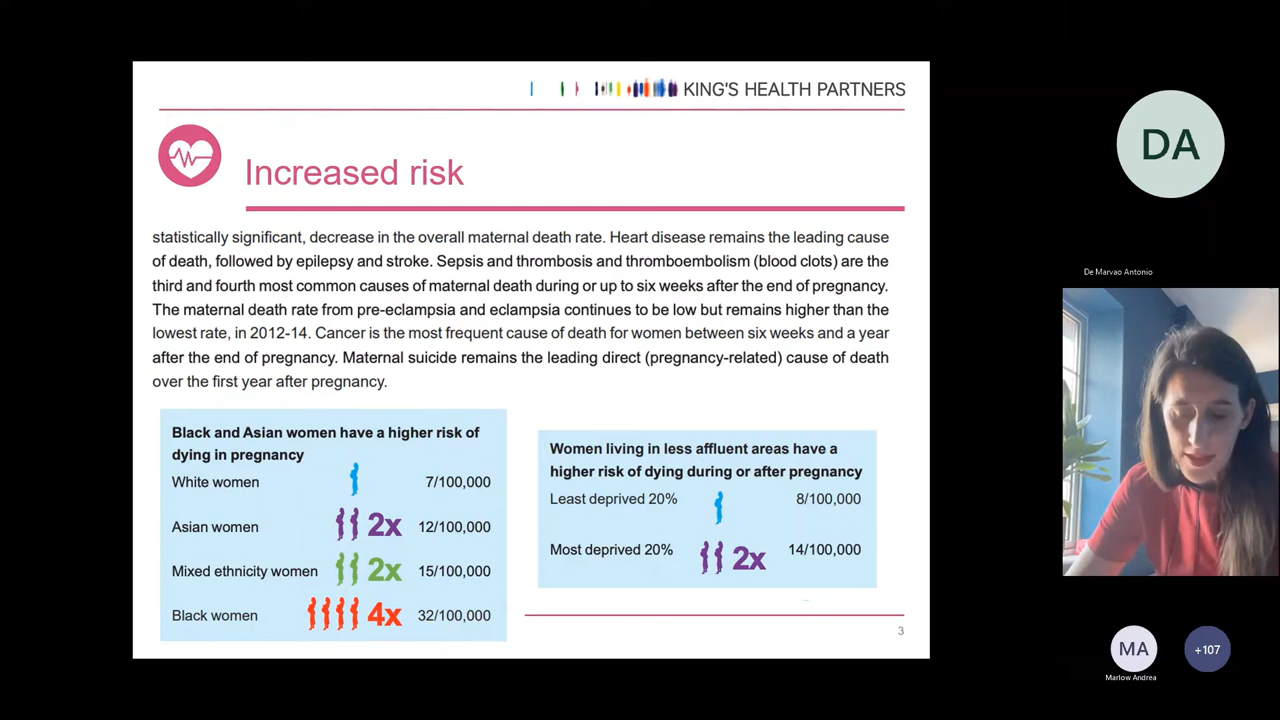 KING'S HEALTH PARTNERS
Increased risk
statistically significant, decrease in the overall maternal death rate. Heart disease remains the leading cause
of death, followed by epilepsy and stroke. Sepsis and thrombosis and thromboembolism (blood clots) are the
third and fourth most common causes of maternal death during or up to six weeks after the end of pregnancy.
The maternal death rate from pre-eclampsia and eclampsia continues to be low but remains higher than the
lowest rate, in 2012-14. Cancer is the most frequent cause of death for women between six weeks and a year
after the end of pregnancy. Maternal suicide remains the leading direct (pregnancy-related) cause of death
over the first year after pregnancy.
Black and Asian women have a higher risk of
dying in pregnancy
White women 7/100,000
Asian women 2x 12/100,000
Mixed ethnicity women 2x 15/100,000
Black women 4x 32/100,000
Women living in less affluent areas have a
higher risk of dying during or after pregnancy
Least deprived 20% 8/100,000
Most deprived 20% 2x 14/100,000
3
DA
De Marvao Antonio
MA
Marlow Andrea
+107